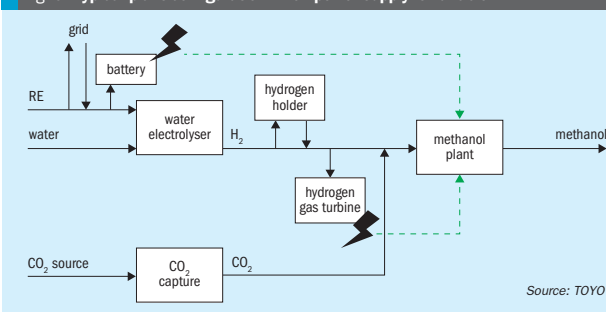 grid
battery
RE
water
electrolyser
hydrogen
holder
water
H₂
methanol
plant
methanol
hydrogen
gas turbine
CO₂ source
CO₂
capture
CO₂
Source: TOYO